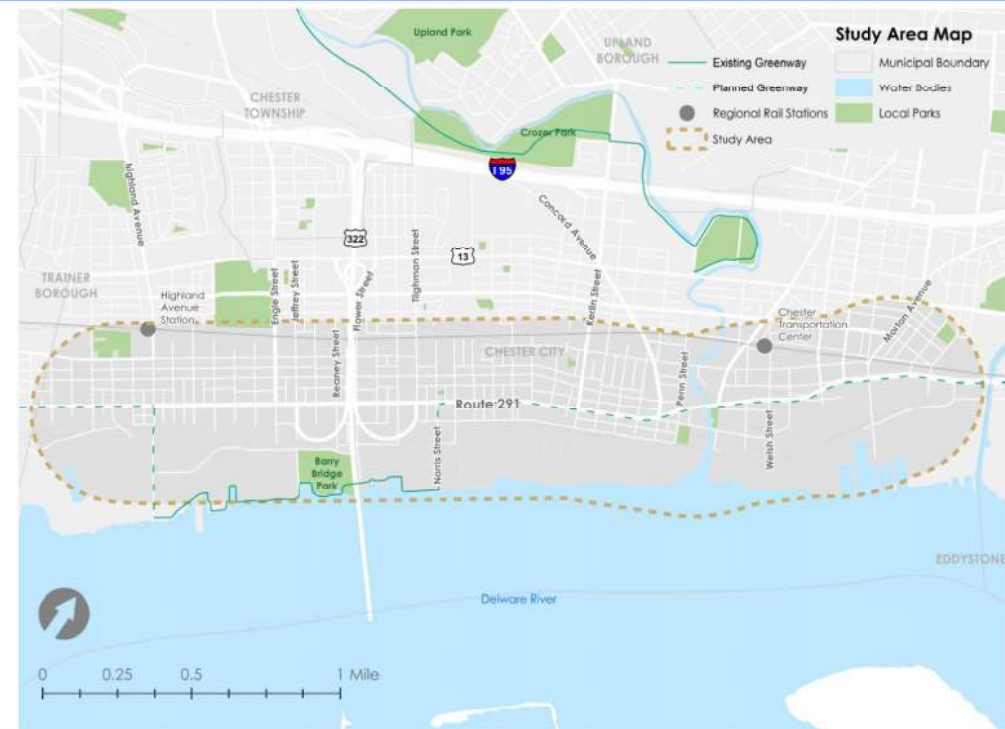 Study Area Map
Existing Greenway
Planned Greenway
Regional Rail Stations
Study Area
Municipal Boundary
Water Bodies
Local Parks
Upland Park
UPLAND
BOROUGH
CHESTER
TOWNSHIP
Crozer Park
I 95
Highland Avenue
Concord Avenue
322
13
Tilghman Street
TRAINER
BOROUGH
Highland
Avenue
Station
Engle Street
Jeffrey Street
Flower Street
Kerlin Street
Chester
Transportation
Center
Morton Avenue
CHESTER CITY
Reaney Street
Penn Street
Route 291
Norris Street
Welsh Street
Barry
Bridge
Park
EDDYSTONE
Delware River
0 0.25 0.5 1 Mile